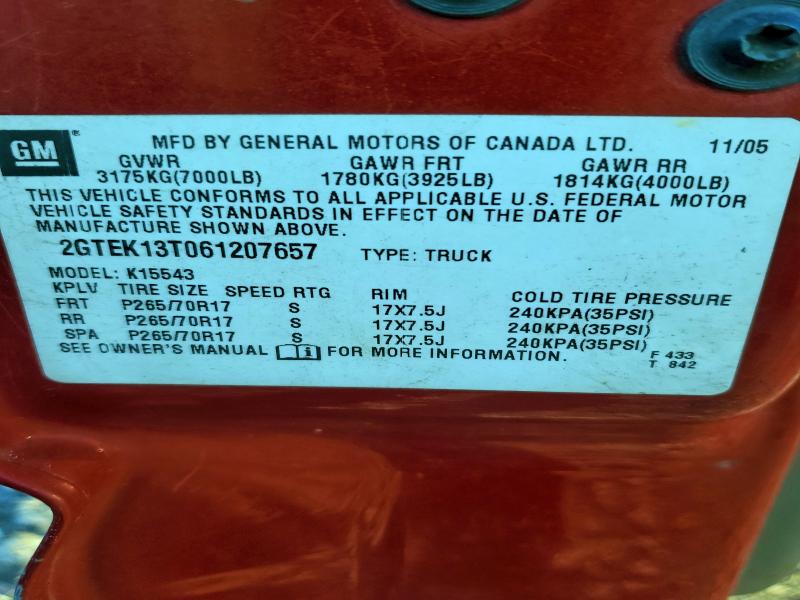 GM ® MFD BY GENERAL MOTORS OF CANADA LTD. 11/05
GVWR GAWR FRT GAWR RR
3175KG(7000LB) 1780KG(3925LB) 1814KG(4000LB)
THIS VEHICLE CONFORMS TO ALL APPLICABLE U.S. FEDERAL MOTOR
VEHICLE SAFETY STANDARDS IN EFFECT ON THE DATE OF
MANUFACTURE SHOWN ABOVE.
2GTEK13T061207657 TYPE: TRUCK
MODEL: K15543
KPLV TIRE SIZE SPEED RTG RIM COLD TIRE PRESSURE
FRT P265/70R17 S 17X7.5J 240KPA(35PSI)
RR P265/70R17 S 17X7.5J 240KPA(35PSI)
SPA P265/70R17 S 17X7.5J 240KPA(35PSI)
SEE OWNER'S MANUAL FOR MORE INFORMATION.
F 433
T 842